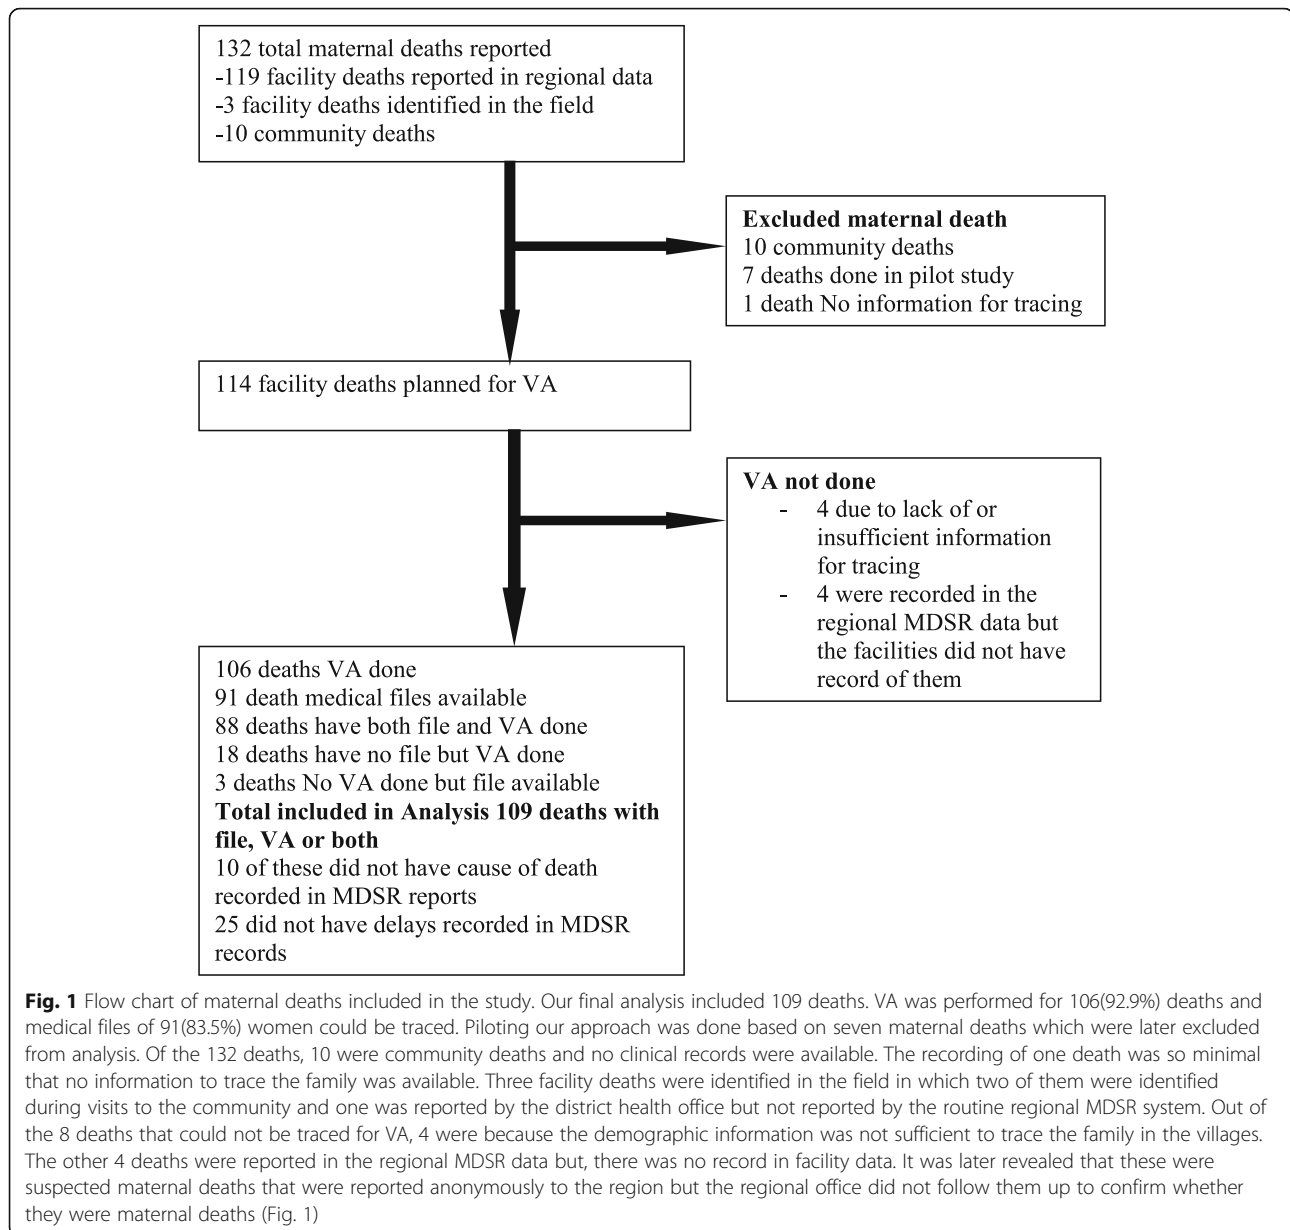 132 total maternal deaths reported
-119 facility deaths reported in regional data
-3 facility deaths identified in the field
-10 community deaths
Excluded maternal death
10 community deaths
7 deaths done in pilot study
1 death No information for tracing
114 facility deaths planned for VA
VA not done
- 4 due to lack of or
insufficient information
for tracing
- 4 were recorded in the
regional MDSR data but
the facilities did not have
record of them
106 deaths VA done
91 death medical files available
88 deaths have both file and VA done
18 deaths have no file but VA done
3 deaths No VA done but file available
Total included in Analysis 109 deaths with
file, VA or both
10 of these did not have cause of death
recorded in MDSR reports
25 did not have delays recorded in MDSR
records
Fig. 1 Flow chart of maternal deaths included in the study. Our final analysis included 109 deaths. VA was performed for 106(92.9%) deaths and
medical files of 91(83.5%) women could be traced. Piloting our approach was done based on seven maternal deaths which were later excluded
from analysis. Of the 132 deaths, 10 were community deaths and no clinical records were available. The recording of one death was so minimal
that no information to trace the family was available. Three facility deaths were identified in the field in which two of them were identified
during visits to the community and one was reported by the district health office but not reported by the routine regional MDSR system. Out of
the 8 deaths that could not be traced for VA, 4 were because the demographic information was not sufficient to trace the family in the villages.
The other 4 deaths were reported in the regional MDSR data but, there was no record in facility data. It was later revealed that these were
suspected maternal deaths that were reported anonymously to the region but the regional office did not follow them up to confirm whether
they were maternal deaths (Fig. 1)